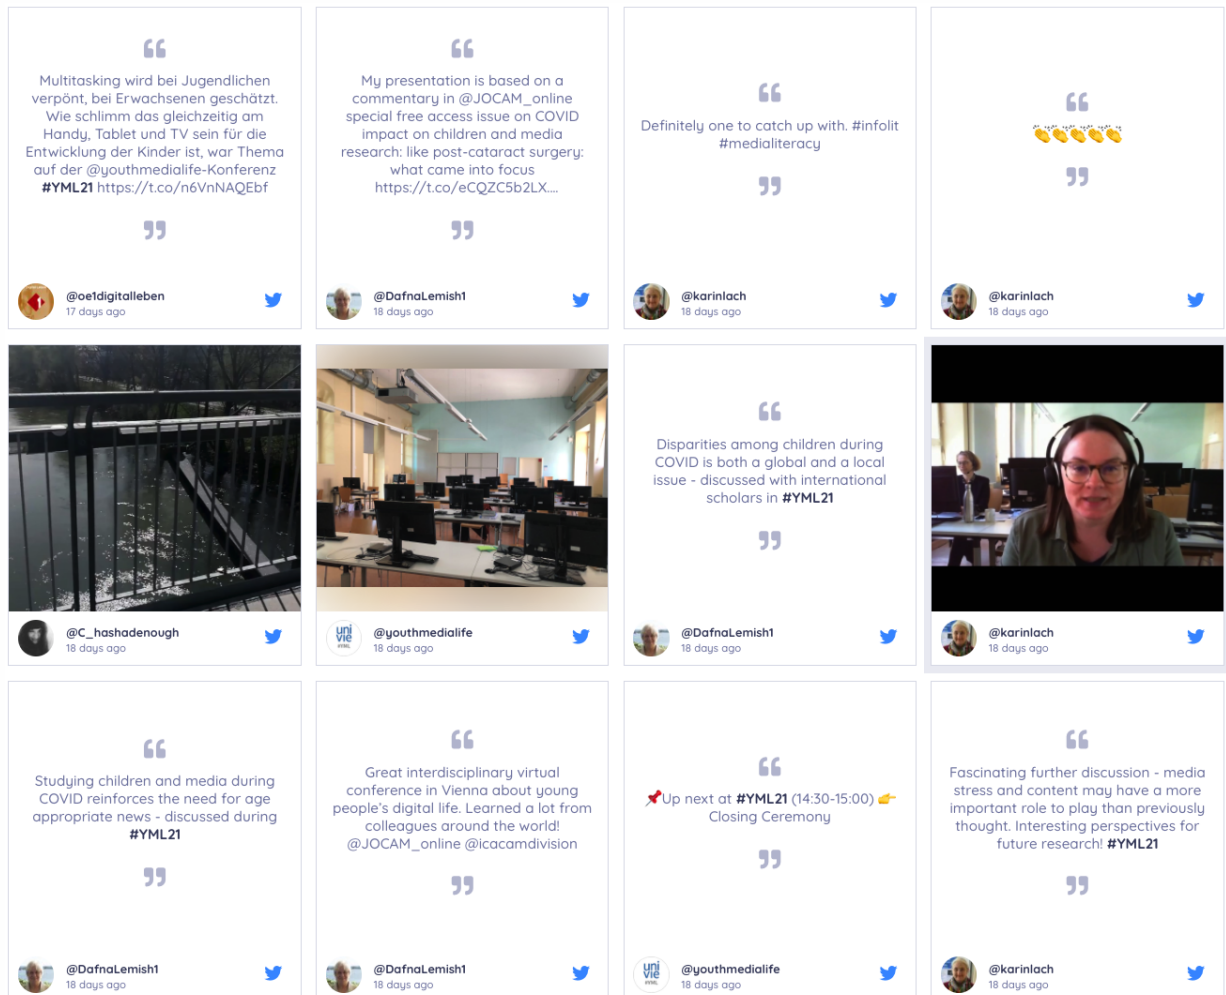 Multitasking wird bei Jugendlichen
verpönt, bei Erwachsenen geschätzt.
Wie schlimm das gleichzeitig am
Handy, Tablet und TV sein für die
Entwicklung der Kinder ist, war Thema
auf der @youthmedialife-Konferenz
#YML21 https://t.co/n6VnNAQEbf
@oe1digitalleben
17 days ago
My presentation is based on a
commentary in @JOCAM_online
special free access issue on COVID
impact on children and media
research: like post-cataract surgery:
what came into focus
https://t.co/eCQZC5b2LX....
@DafnaLemish1
18 days ago
Definitely one to catch up with. #infolit
#medialiteracy
@karinlach
18 days ago
👏👏👏👏👏
@karinlach
18 days ago
@C_hashadenough
18 days ago
uni
vie
#YML
@youthmedialife
18 days ago
Disparities among children during
COVID is both a global and a local
issue - discussed with international
scholars in #YML21
@DafnaLemish1
18 days ago
@karinlach
18 days ago
Studying children and media during
COVID reinforces the need for age
appropriate news - discussed during
#YML21
@DafnaLemish1
18 days ago
Great interdisciplinary virtual
conference in Vienna about young
people's digital life. Learned a lot from
colleagues around the world!
@JOCAM_online @icacamdivision
@DafnaLemish1
18 days ago
📌Up next at #YML21 (14:30-15:00) 👉
Closing Ceremony
uni
vie
#YML
@youthmedialife
18 days ago
Fascinating further discussion - media
stress and content may have a more
important role to play than previously
thought. Interesting perspectives for
future research! #YML21
@karinlach
18 days ago